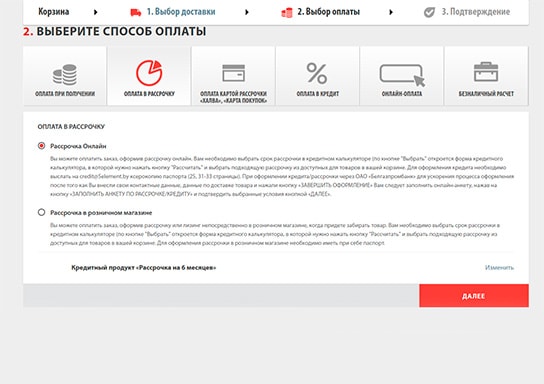 Корзина
1. Выбор доставки
2. Выбор оплаты
3. Подтверждение
2. ВЫБЕРИТЕ СПОСОБ ОПЛАТЫ
ОПЛАТА ПРИ ПОЛУЧЕНИИ
ОПЛАТА В РАССРОЧКУ
ОПЛАТА КАРТОЙ РАССРОЧКИ
«ХАЛВА», «КАРТА ПОКУПОК»
ОПЛАТА В КРЕДИТ
ОНЛАЙН-ОПЛАТА
БЕЗНАЛИЧНЫЙ РАСЧЕТ
ОПЛАТА В РАССРОЧКУ
Рассрочка Онлайн
Вы можете оплатить заказ, оформив рассрочку онлайн. Вам необходимо выбрать срок рассрочки в кредитном калькуляторе (по кнопке "Выбрать" откроется форма кредитного
калькулятора, в которой нужно нажать кнопку "Рассчитать" и выбрать подходящую рассрочку из доступных для товаров в вашей корзине. Для оформления кредита необходимо
выслать на credit@5element.by ксерокопию паспорта (25, 31-33 страницы). При оформлении кредита/рассрочки через ОАО «Белгазпромбанк» для ускорения процесса оформления
после того как Вы внесли свои контактные данные, данные по доставке товара и нажали кнопку «ЗАВЕРШИТЬ ОФОРМЛЕНИЕ» Вам следует заполнить онлайн анкету, нажав на
кнопку «ЗАПОЛНИТЬ АНКЕТУ ПО РАССРОЧКЕ/КРЕДИТУ» и подтвердить выбранные условия кнопкой «ДАЛЕЕ».
Рассрочка в розничном магазине
Вы можете оплатить заказ, оформив рассрочку или лизинг непосредственно в розничном магазине, когда придете забирать товар. Вам необходимо выбрать срок рассрочки в
кредитном калькуляторе (по кнопке "Выбрать" откроется форма кредитного калькулятора, в которой нужно нажать кнопку "Рассчитать" и выбрать подходящую рассрочку из
доступных для товаров в вашей корзине. Для оформления рассрочки в розничном магазине необходимо иметь при себе паспорт.
Кредитный продукт «Рассрочка на 6 месяцев»
Изменить
ДАЛЕЕ